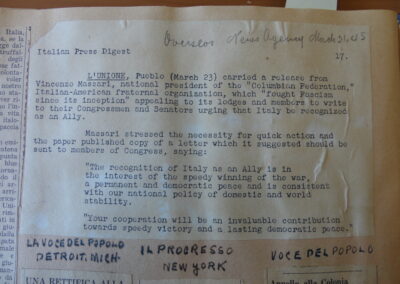 Overseas News Agency March 31, 45
Italian Press Digest
17.
L'UNIONE, Pueblo (March 23) carried a release from
Vincenzo Massari, national president of the "Columbian Federation,"
Italian-American fraternal organization, which "fought Fascism
since its inception" appealing to its lodges and members to write
to their Congressmen and Senators urging that Italy be recognized
as an Ally.
Massari stressed the necessity for quick action and
the paper published copy of a letter which it suggested should be
sent to members of Congress, saying:
"The recognition of Italy as an Ally is in
the interest of the speedy winning of the war,
a permanent and democratic peace and is consistent
with our national policy of domestic and world
stability.
"Your cooperation will be an invaluable contribution
towards speedy victory and a lasting democratic peace."
LA VOCE DEL POPOLO
DETROIT. MICH.
IL PROGRESSO
NEW YORK
VOCE DEL POPOLO
UNA RETTIFICA ALLA
Appello alla Colonia